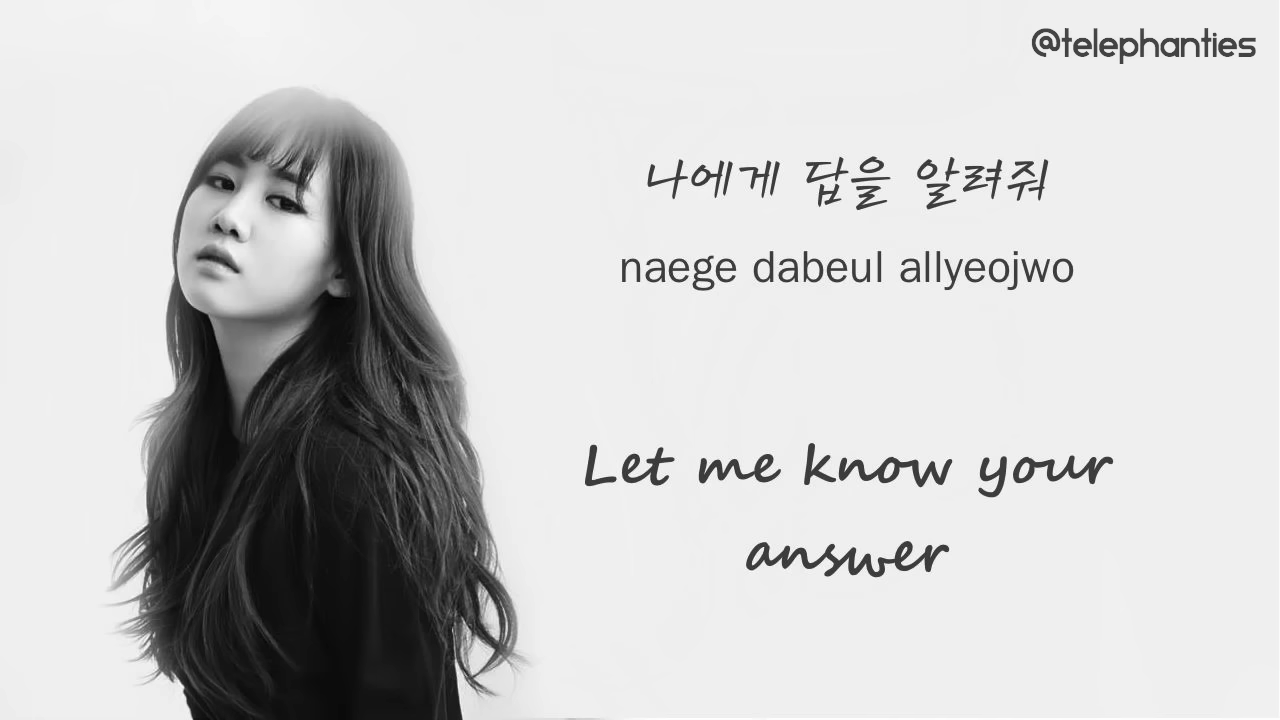 @telephanties
나에게 답을 알려줘
naege dabeul allyeojwo
Let me know your
answer